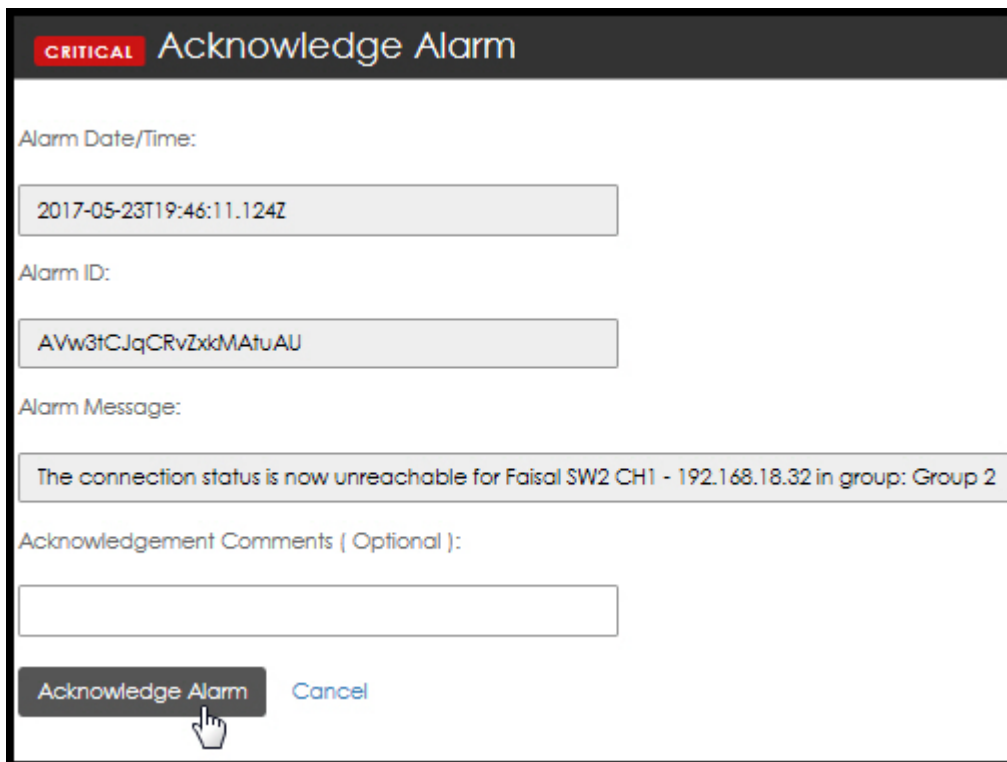 CRITICAL Acknowledge Alarm
Alarm Date/Time:
2017-05-23T19:46:11.124Z
Alarm ID:
AVw3tCJqCRvZxkMAtuAU
Alarm Message:
The connection status is now unreachable for Faisal SW2 CH1 - 192.168.18.32 in group: Group 2
Acknowledgement Comments ( Optional ):
Acknowledge Alarm Cancel